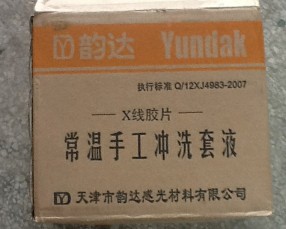 韵达 Yundak
执行标准 Q/12XJ4983-2007
— X线胶片 —
常温手工冲洗套液
天津市韵达感光材料有限公司